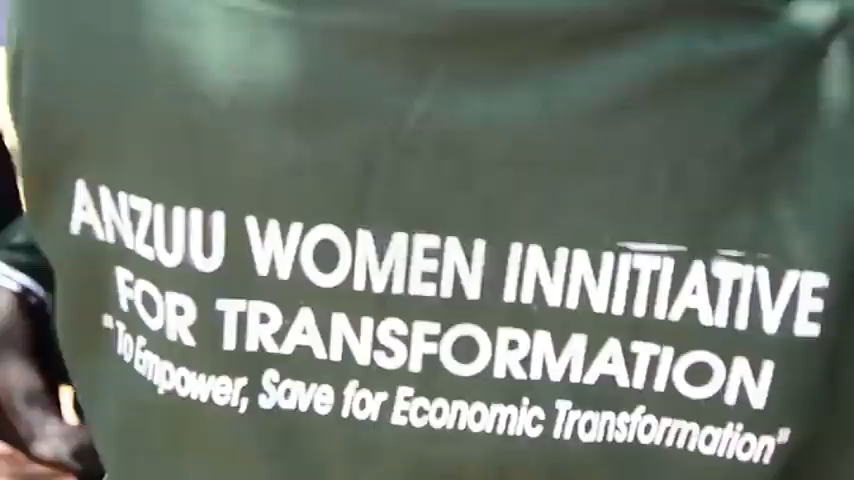 ANZUU WOMEN INNITIATIVE
FOR TRANSFORMATION
"To Empower, Save for Economic Transformation"